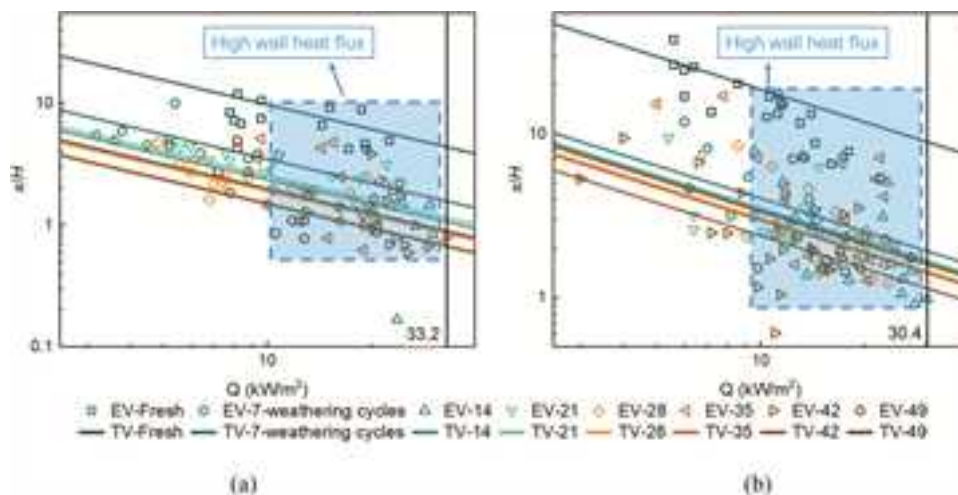 (a)
(b)
High wall heat flux
High wall heat flux
10
1
0.1
10
1
33.2
30.4
10
10
Q (kW/m²)
Q (kW/m²)
EV-Fresh EV-7-weathering cycles EV-14 EV-21 EV-28 EV-35 EV-42 EV-49
TV-Fresh TV-7-weathering cycles TV-14 TV-21 TV-28 TV-35 TV-42 TV-49
(a)
(b)